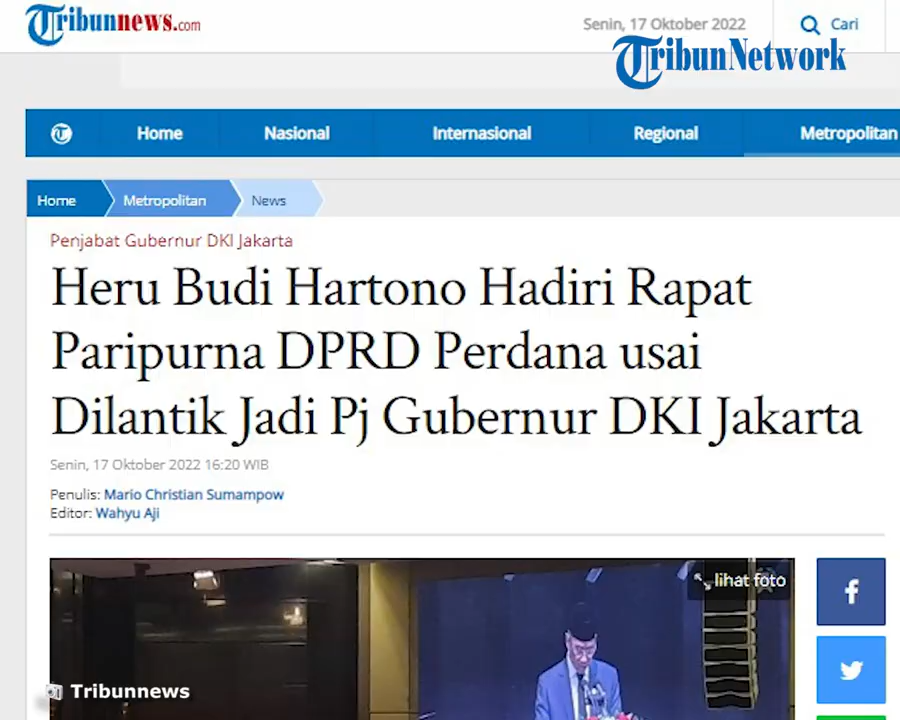 Tribunnews.com
Senin, 17 Oktober 2022
Cari
TribunNetwork
Home Nasional Internasional Regional Metropolitan
Home Metropolitan News
Penjabat Gubernur DKI Jakarta
Heru Budi Hartono Hadiri Rapat
Paripurna DPRD Perdana usai
Dilantik Jadi Pj Gubernur DKI Jakarta
Senin, 17 Oktober 2022 16:20 WIB
Penulis: Mario Christian Sumampow
Editor: Wahyu Aji
lihat foto
Tribunnews